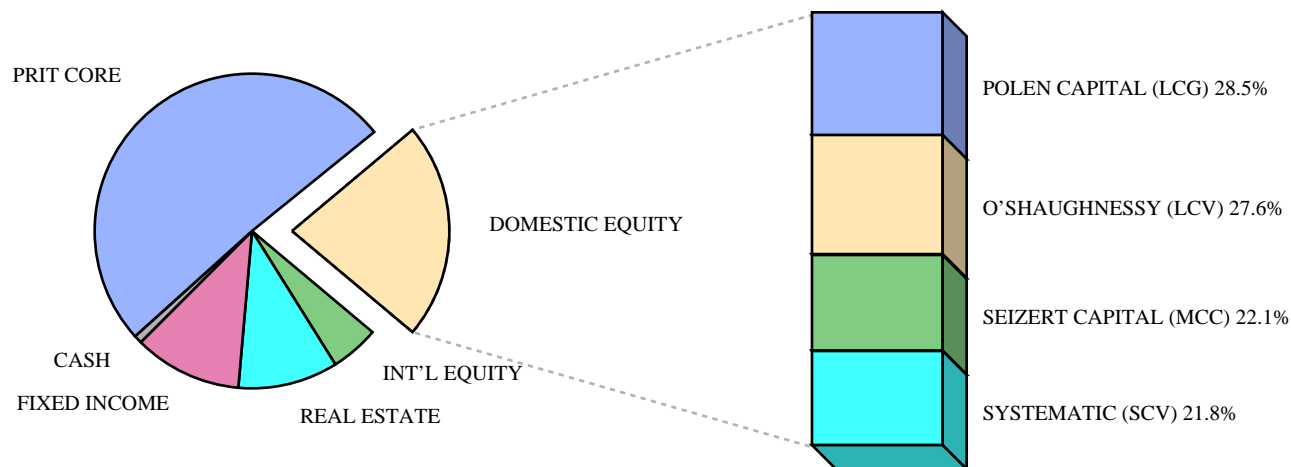 PRIT CORE
DOMESTIC EQUITY
CASH
INT'L EQUITY
FIXED INCOME
REAL ESTATE
POLEN CAPITAL (LCG) 28.5%
O'SHAUGHNESSY (LCV) 27.6%
SEIZERT CAPITAL (MCC) 22.1%
SYSTEMATIC (SCV) 21.8%